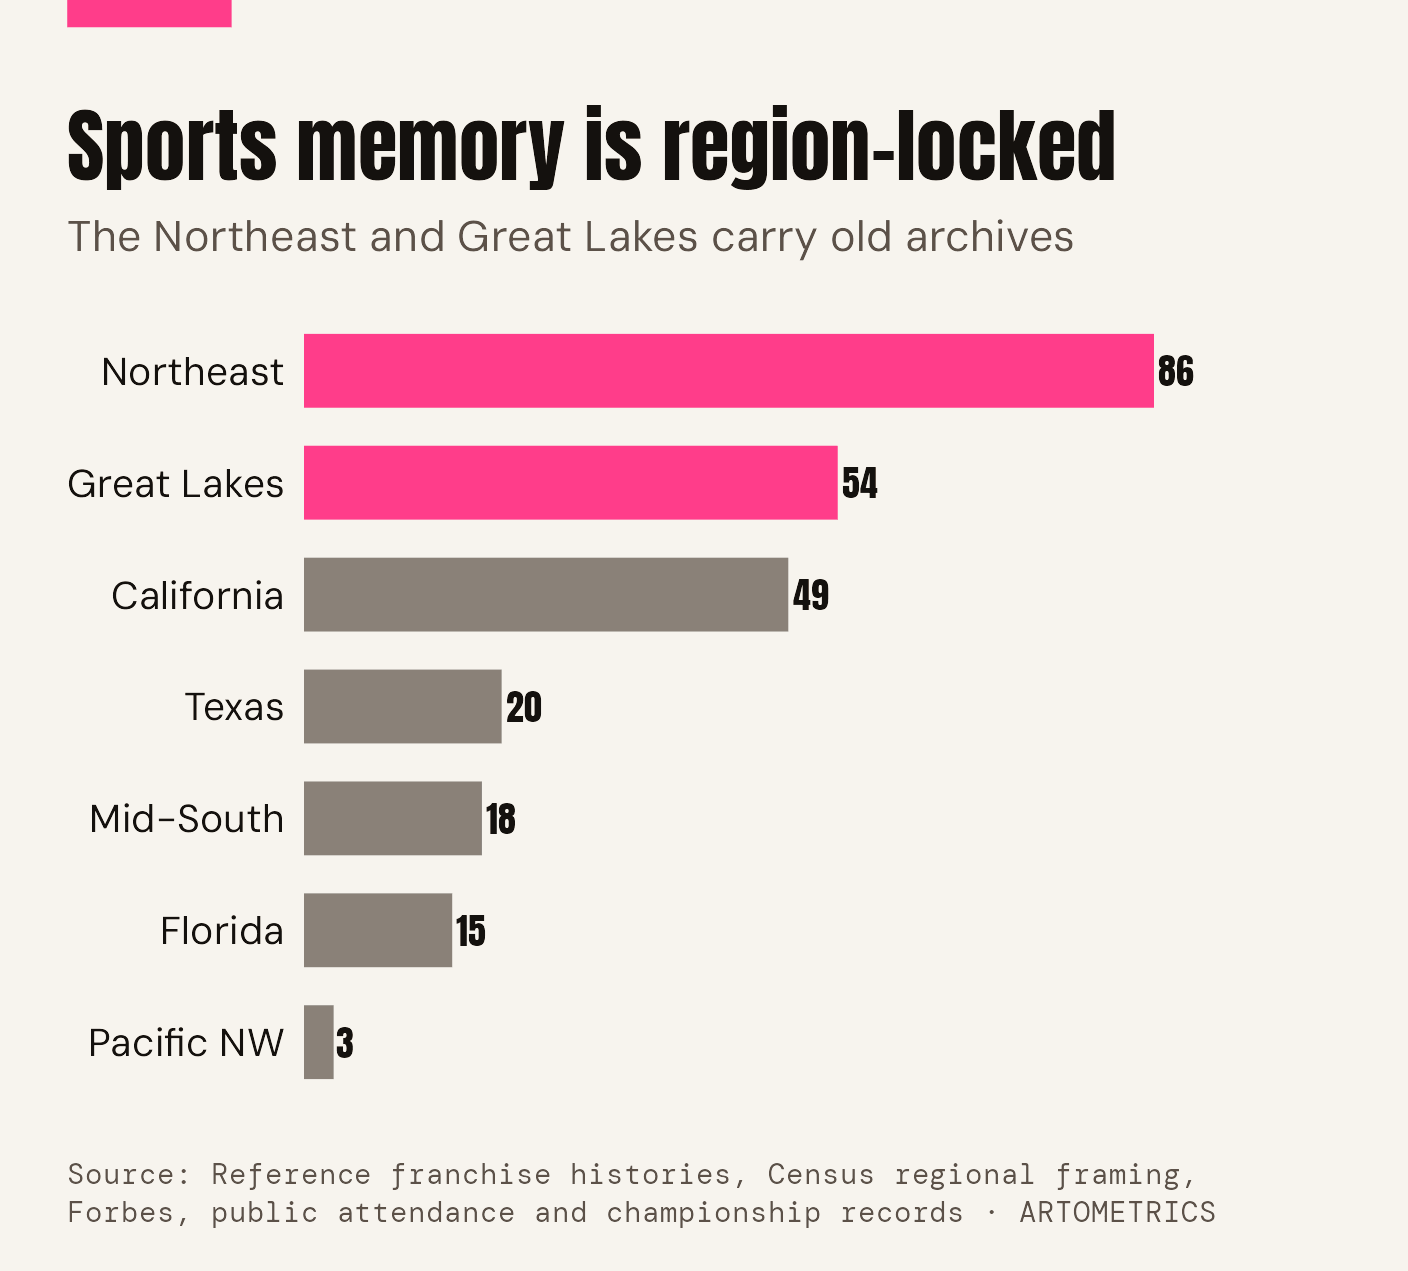 Sports memory is region-locked
The Northeast and Great Lakes carry old archives
Northeast 86
Great Lakes 54
California 49
Texas 20
Mid-South 18
Florida 15
Pacific NW 3
Source: Reference franchise histories, Census regional framing,
Forbes, public attendance and championship records · ARTOMETRICS